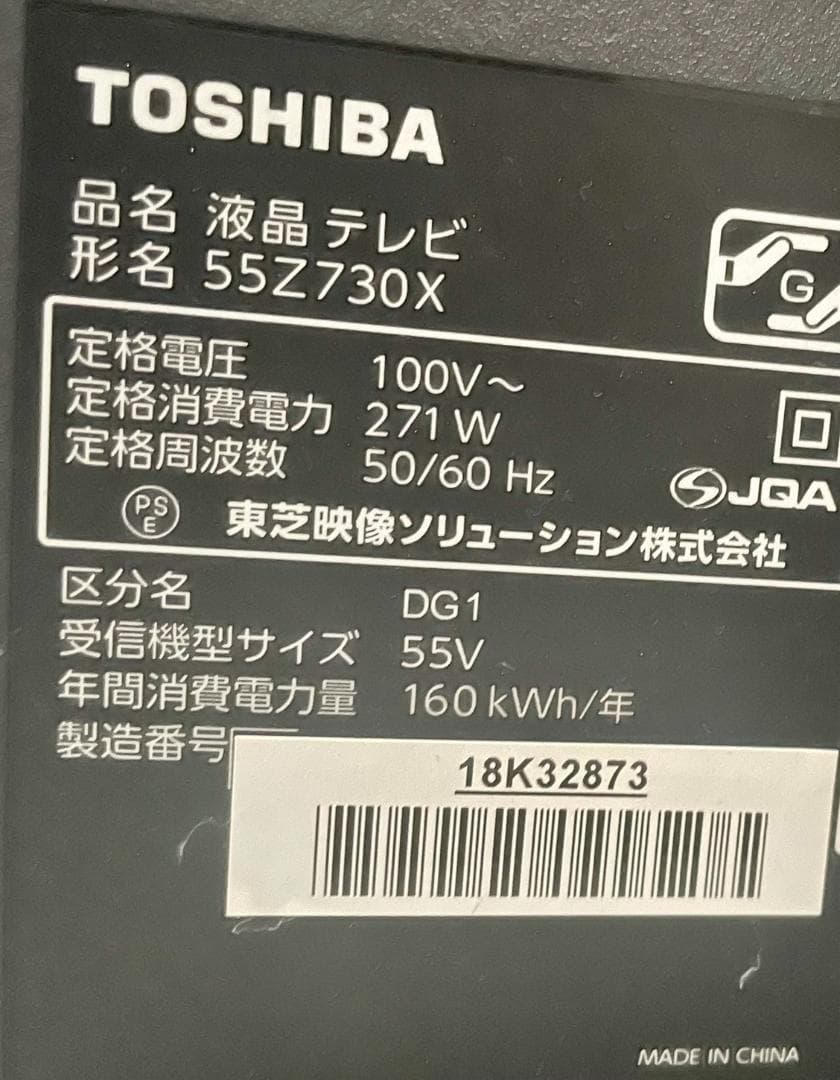 TOSHIBA
品名 液晶テレビ
形名 55Z730X
G
定格電圧 100V～
定格消費電力 271W
定格周波数 50/60 Hz
JQA
PS
E
東芝映像ソリューション株式会社
区分名 DG1
受信機型サイズ 55V
年間消費電力量 160kWh/年
製造番号
18K32873
MADE IN CHINA